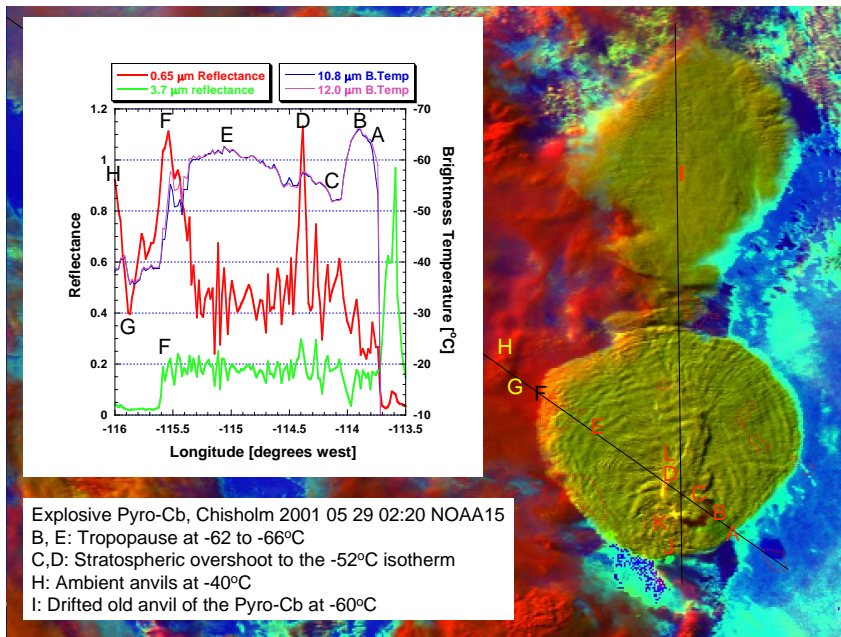 0.65 μm Reflectance
3.7 μm reflectance
10.8 μm B.Temp
12.0 μm B.Temp
1.2
1
0.8
0.6
0.4
0.2
0
Reflectance
-70
-60
-50
-40
-30
-20
-10
Brightness Temperature [°C]
F
E
D
B
A
C
H
G
F
-116
-115.5
-115
-114.5
-114
-113.5
Longitude [degrees west]
I
H
G
F
E
L
D
C
B
K
A
J
Explosive Pyro-Cb, Chisholm 2001 05 29 02:20 NOAA15
B, E: Tropopause at -62 to -66°C
C,D: Stratospheric overshoot to the -52°C isotherm
H: Ambient anvils at -40°C
I: Drifted old anvil of the Pyro-Cb at -60°C